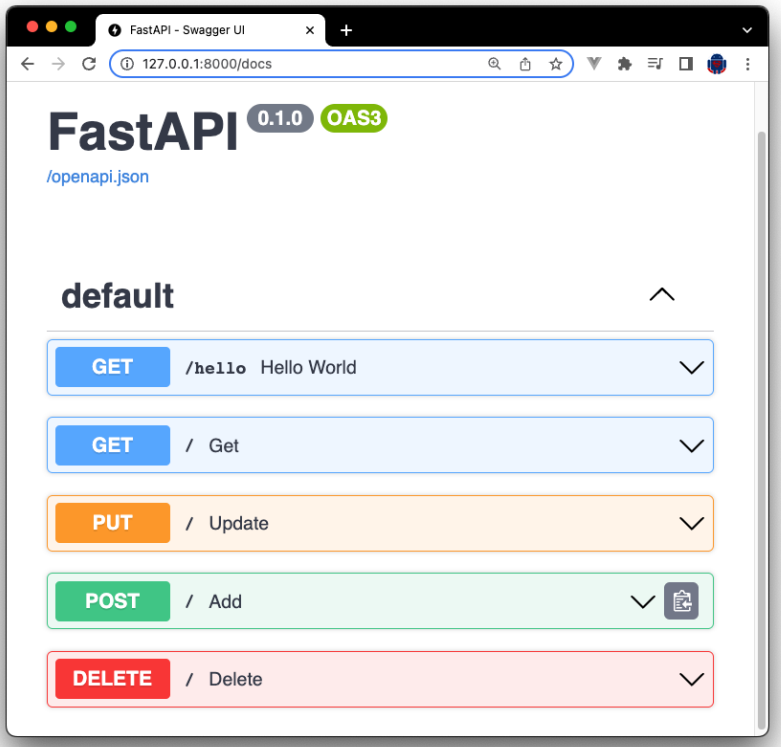 FastAPI - Swagger UI
127.0.0.1:8000/docs
FastAPI 0.1.0 OAS3
/openapi.json
default
GET /hello Hello World
GET / Get
PUT / Update
POST / Add
DELETE / Delete